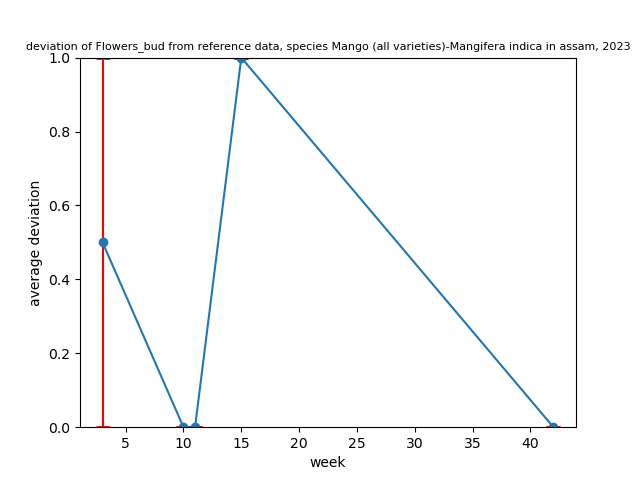 deviation of Flowers_bud from reference data, species Mango (all varieties)-Mangifera indica in assam, 2023
1.0
0.8
0.6
0.4
0.2
0.0
average deviation
5 10 15 20 25 30 35 40
week